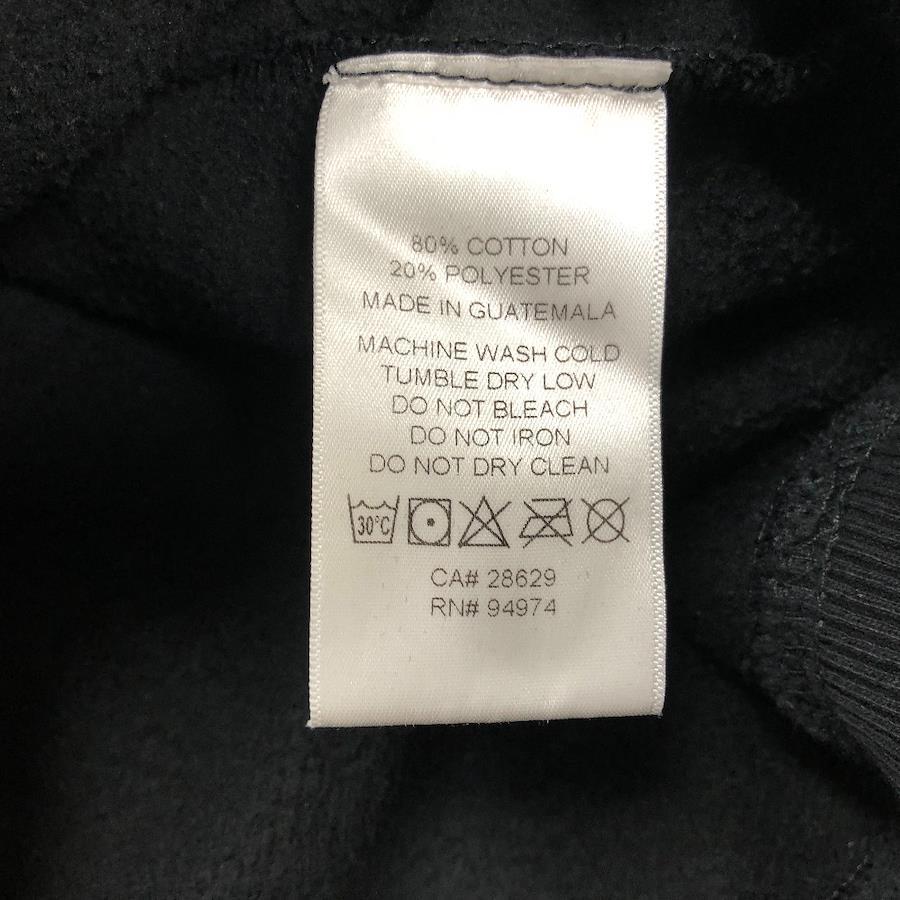 80% COTTON
20% POLYESTER
MADE IN GUATEMALA
MACHINE WASH COLD
TUMBLE DRY LOW
DO NOT BLEACH
DO NOT IRON
DO NOT DRY CLEAN
30°C
CA# 28629
RN# 94974